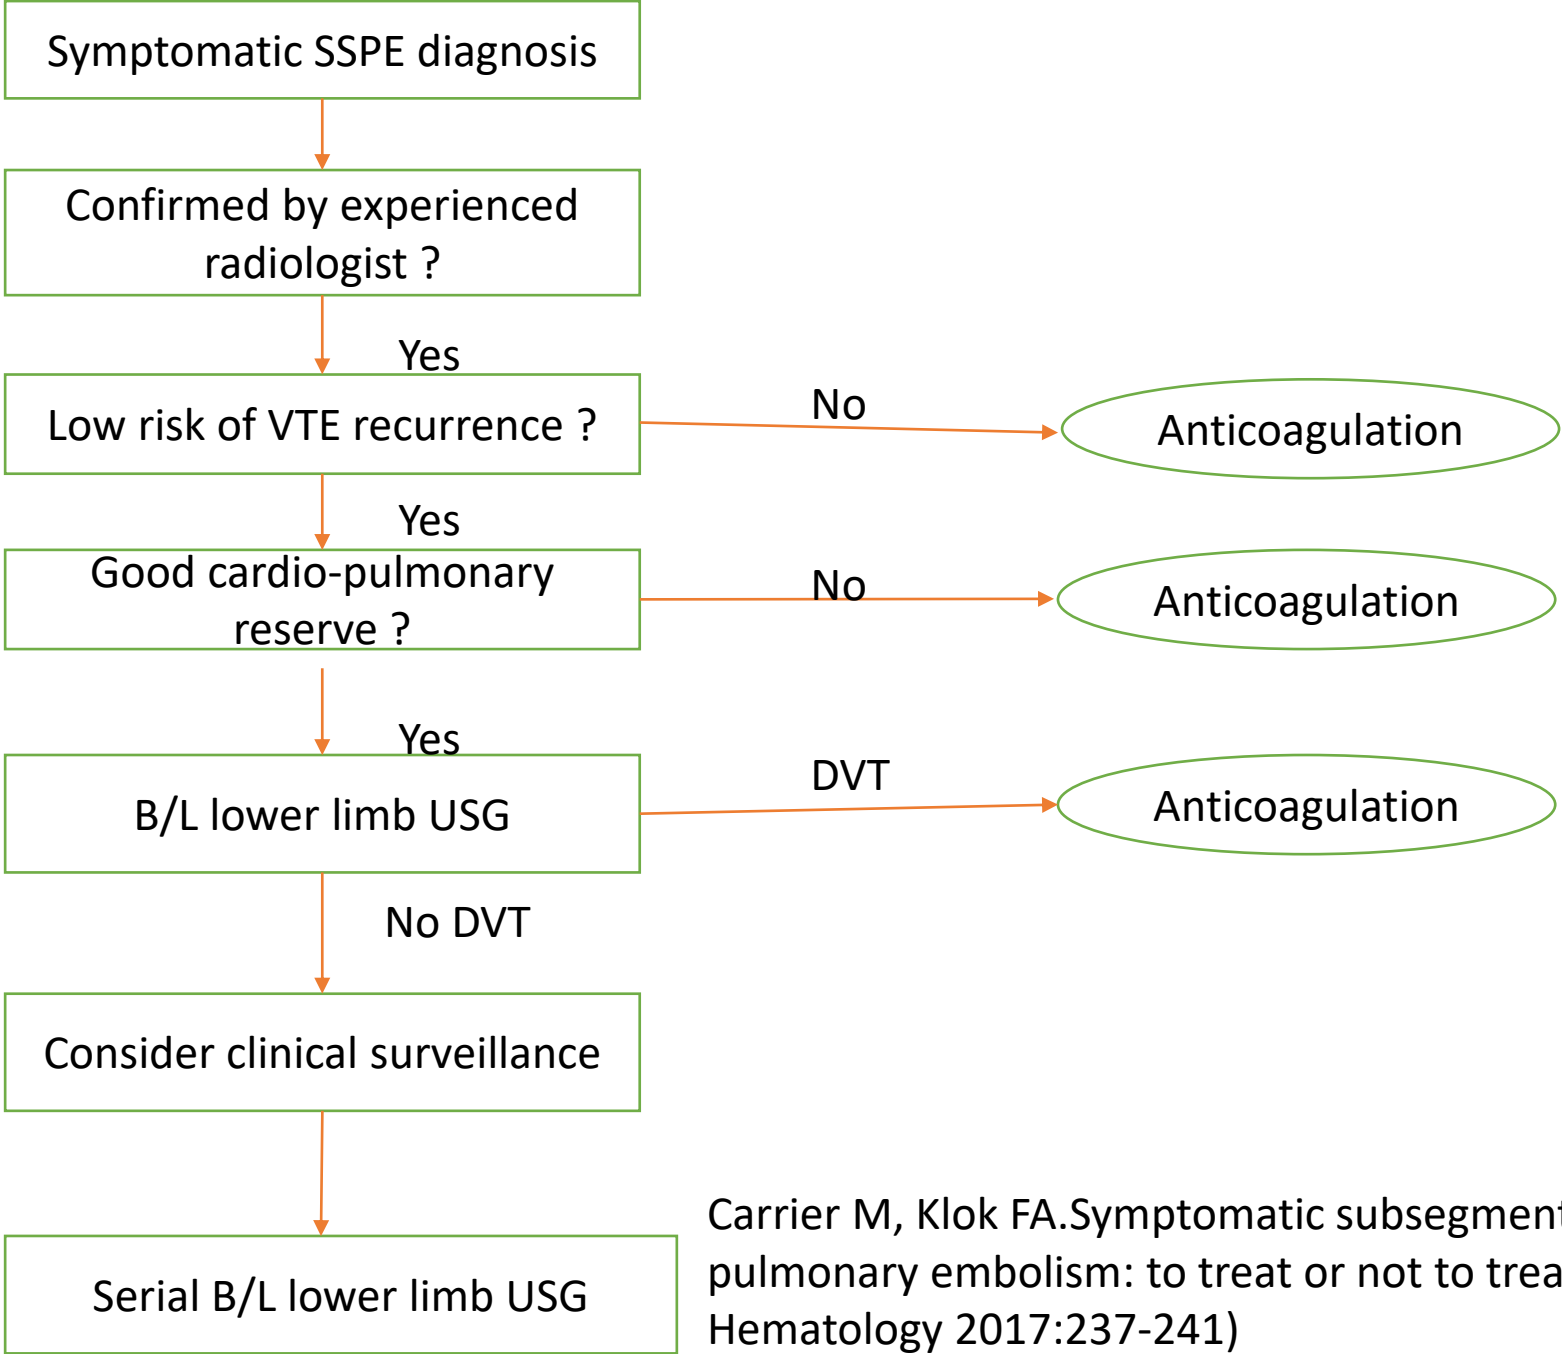 Symptomatic SSPE diagnosis
Confirmed by experienced
radiologist ?
Yes
Low risk of VTE recurrence ?
No
Anticoagulation
Yes
Good cardio-pulmonary
reserve ?
No
Anticoagulation
Yes
B/L lower limb USG
DVT
Anticoagulation
No DVT
Consider clinical surveillance
Serial B/L lower limb USG
Carrier M, Klok FA.Symptomatic subsegment
pulmonary embolism: to treat or not to trea
Hematology 2017:237-241)